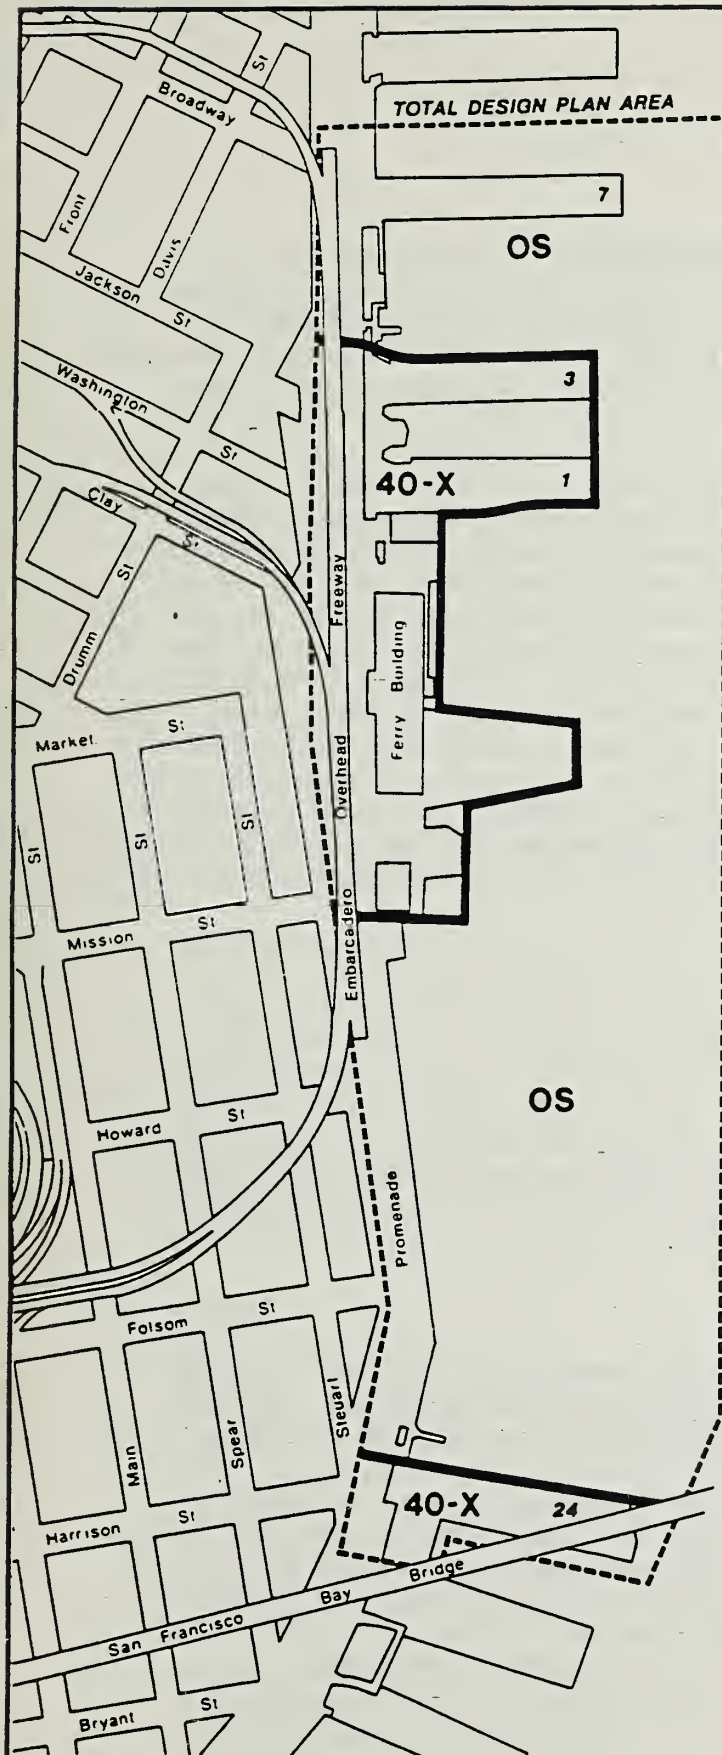 St
Broadway
TOTAL DESIGN PLAN AREA
7
OS
Front
Davis
Jackson
St
Washington
St
3
40-X
1
Clay
St
St
Drumm
Freeway
Ferry Building
Market
St
St
St
St
Overhead
Mission
St
Embarcadero
OS
Howard
St
Promenade
Folsom
St
Main
Spear
Steuart
40-X
24
Harrison
St
San Francisco Bay Bridge
Bryant
St